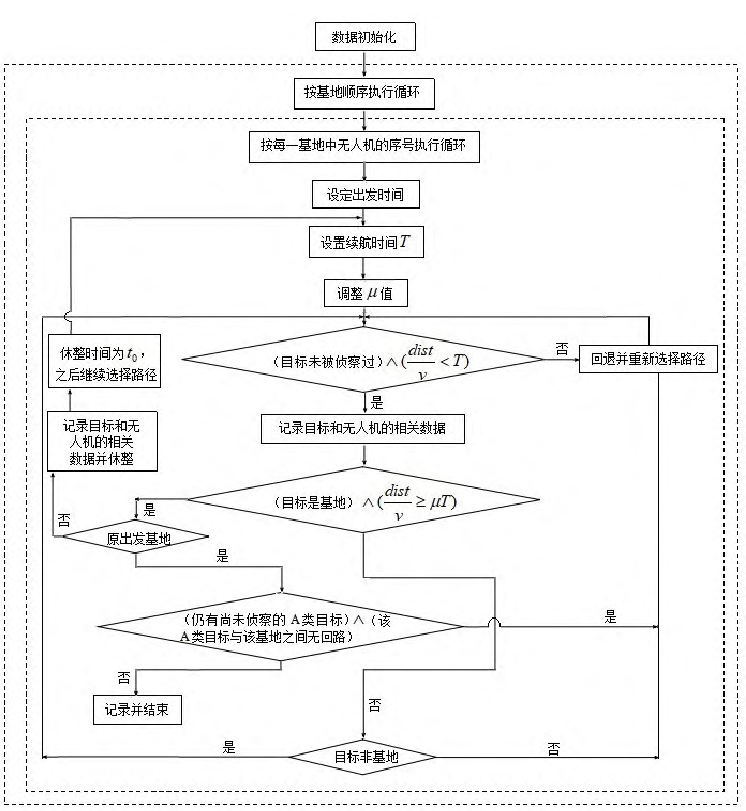 数据初始化
按基地顺序执行循环
按每一基地中无人机的序号执行循环
设定出发时间
设置续航时间T
调整 μ 值
(目标未被侦察过) ∧ (dist/v < T)
否
回退并重新选择路径
休整时间为 t₀，
之后继续选择路径
是
记录目标和无人机的相关数据
记录目标和无
人机的相关
数据并休整
(目标是基地) ∧ (dist/v ≥ μT)
是
否
原出发基地
是
(仍有尚未侦察的 A类目标) ∧ (该
A类目标与该基地之间无回路)
是
否
记录并结束
否
是
目标非基地
否